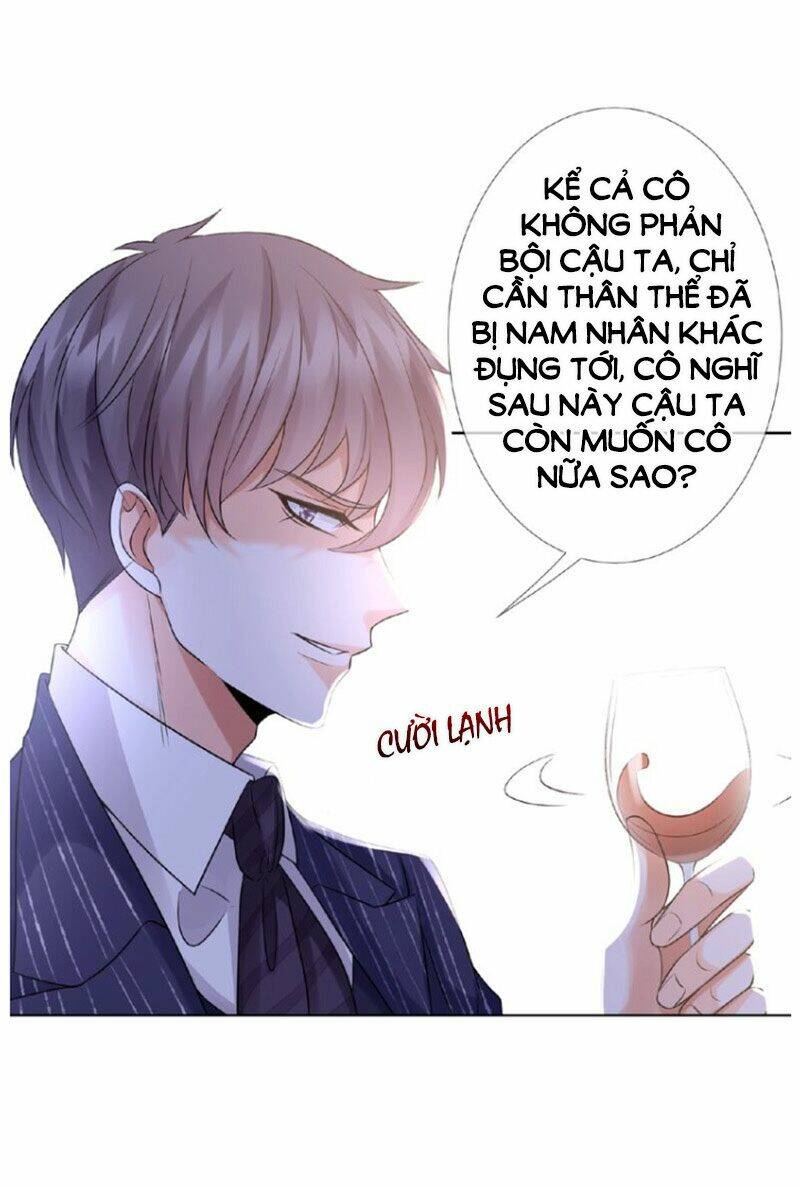 KỂ CẢ CÔ
KHÔNG PHẢN
BỘI CẬU TA, CHỈ
CẦN THÂN THỂ ĐÃ
BỊ NAM NHÂN KHÁC
ĐỤNG TỚI, CÔ NGHĨ
SAU NÀY CẬU TA
CÒN MUỐN CÔ
NỮA SAO?
CƯỜI LẠNH